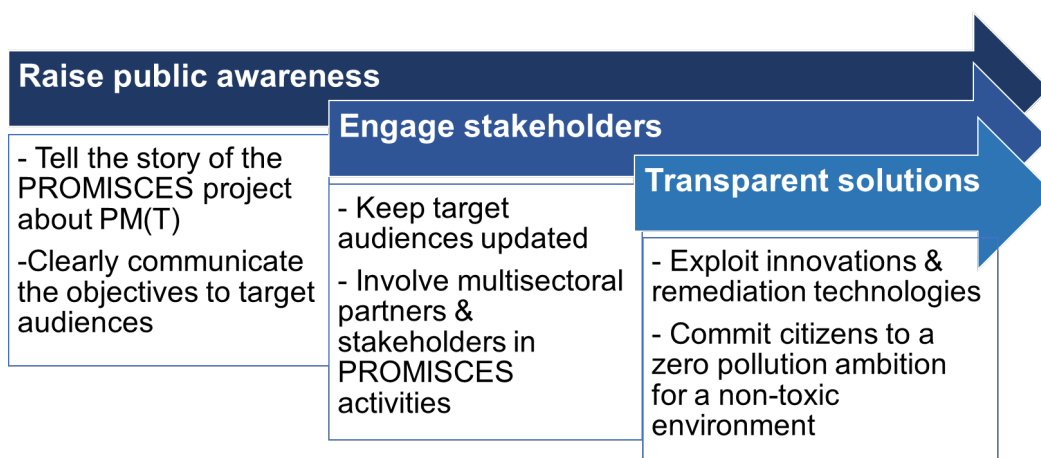 Raise public awareness
- Tell the story of the
PROMISCES project
about PM(T)
-Clearly communicate
the objectives to target
audiences
Engage stakeholders
- Keep target
audiences updated
- Involve multisectoral
partners &
stakeholders in
PROMISCES
activities
Transparent solutions
- Exploit innovations &
remediation technologies
- Commit citizens to a
zero pollution ambition
for a non-toxic
environment